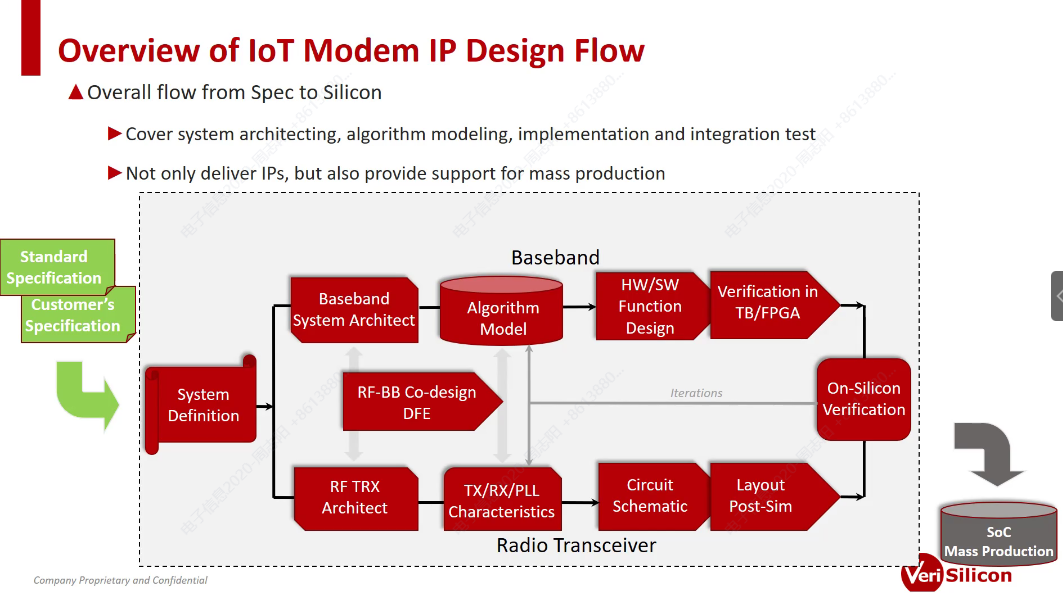 Overview of IoT Modem IP Design Flow
Overall flow from Spec to Silicon
Cover system architecting, algorithm modeling, implementation and integration test
Not only deliver IPs, but also provide support for mass production
Standard
Specification
Customer's
Specification
Baseband
Baseband
System Architect
Algorithm
Model
HW/SW
Function
Design
Verification in
TB/FPGA
System
Definition
RF-BB Co-design
DFE
Iterations
On-Silicon
Verification
RF TRX
Architect
TX/RX/PLL
Characteristics
Circuit
Schematic
Layout
Post-Sim
Radio Transceiver
SoC
Mass Production
Company Proprietary and Confidential
VeriSilicon